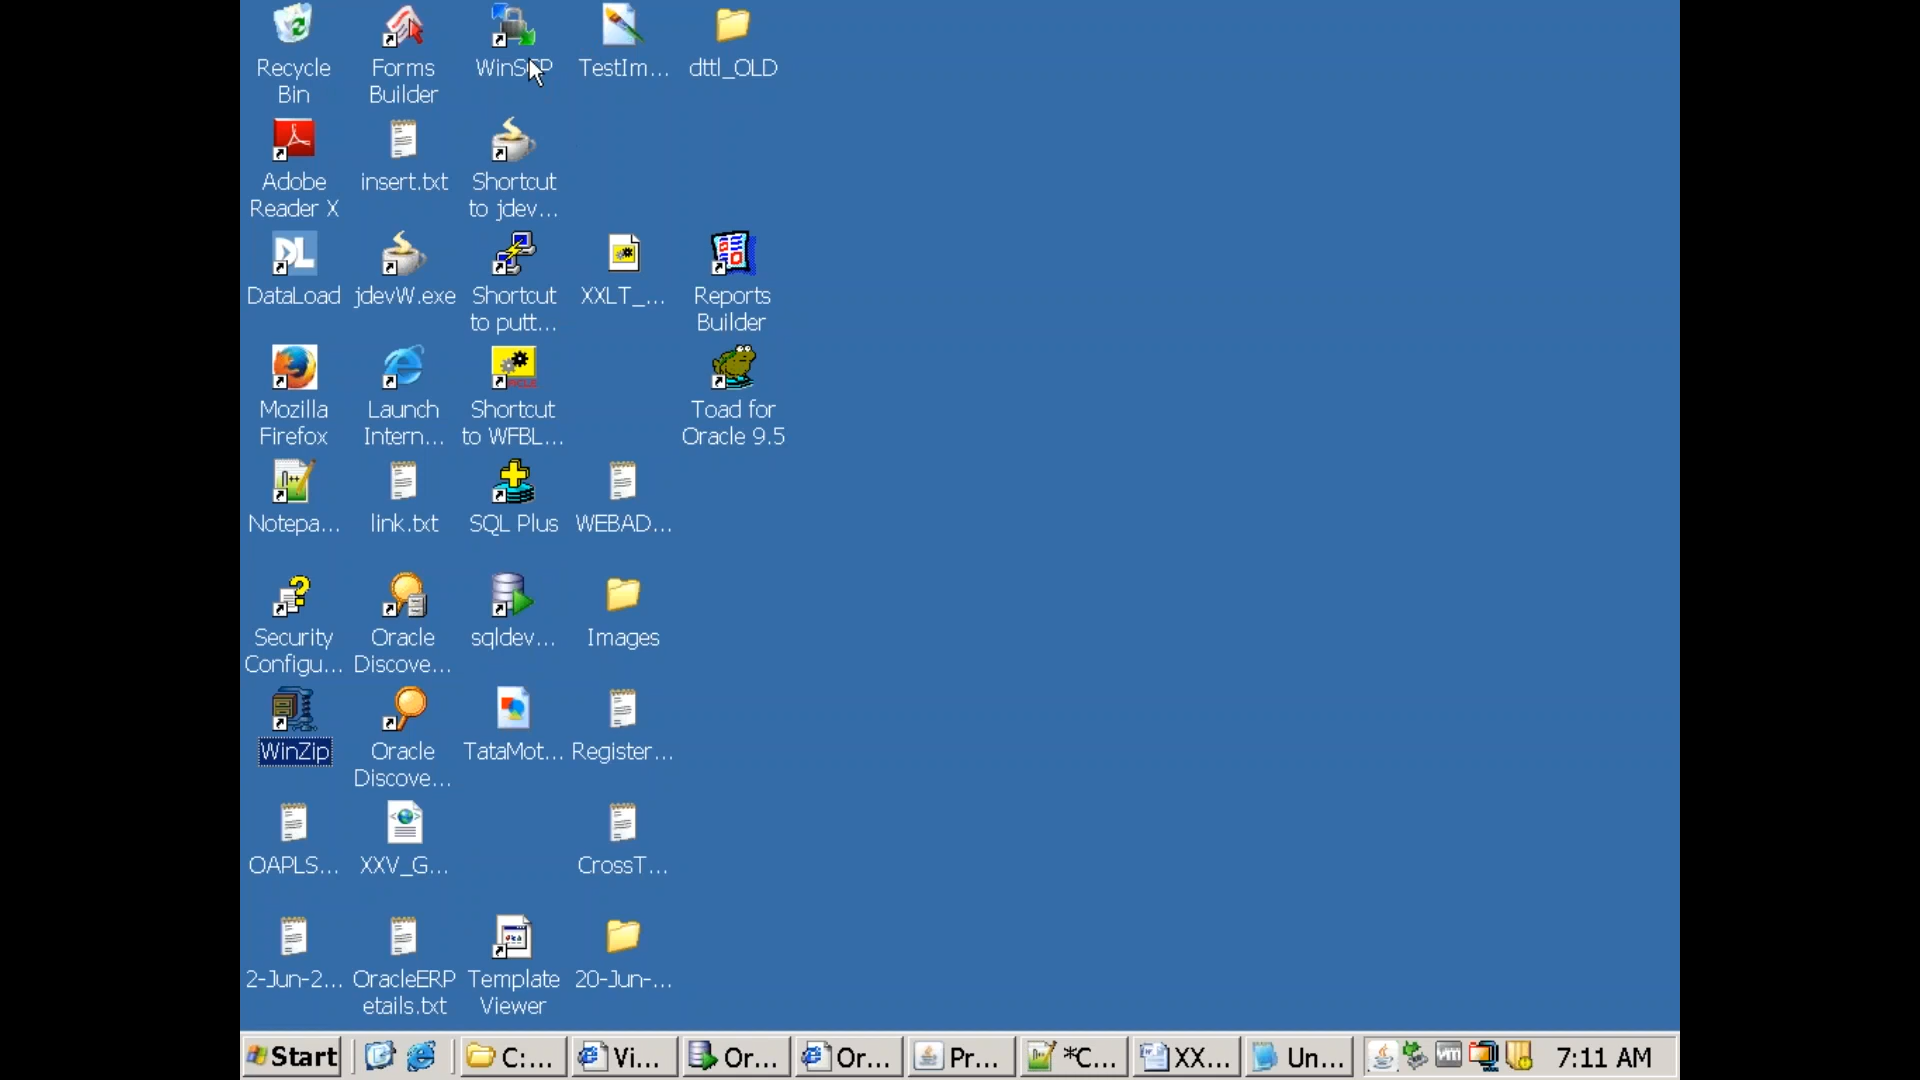 Recycle
Bin
Forms
Builder
WinSCP
TestIm...
dttl_OLD
Adobe
Reader X
insert.txt
Shortcut
to jdev...
DataLoad
jdevW.exe
Shortcut
to putt...
XXLT_...
Reports
Builder
Mozilla
Firefox
Launch
Intern...
Shortcut
to WFBL...
Toad for
Oracle 9.5
Notepa...
link.txt
SQL Plus
WEBAD...
Security
Configu...
Oracle
Discove...
sqldev...
Images
WinZip
Oracle
Discove...
TataMot...
Register...
OAPLS...
XXV_G...
CrossT...
2-Jun-2...
OracleERP
etails.txt
Template
Viewer
20-Jun-...
Start
C:...
Vi...
Or...
Or...
Pr...
*C...
XX...
Un...
7:11 AM